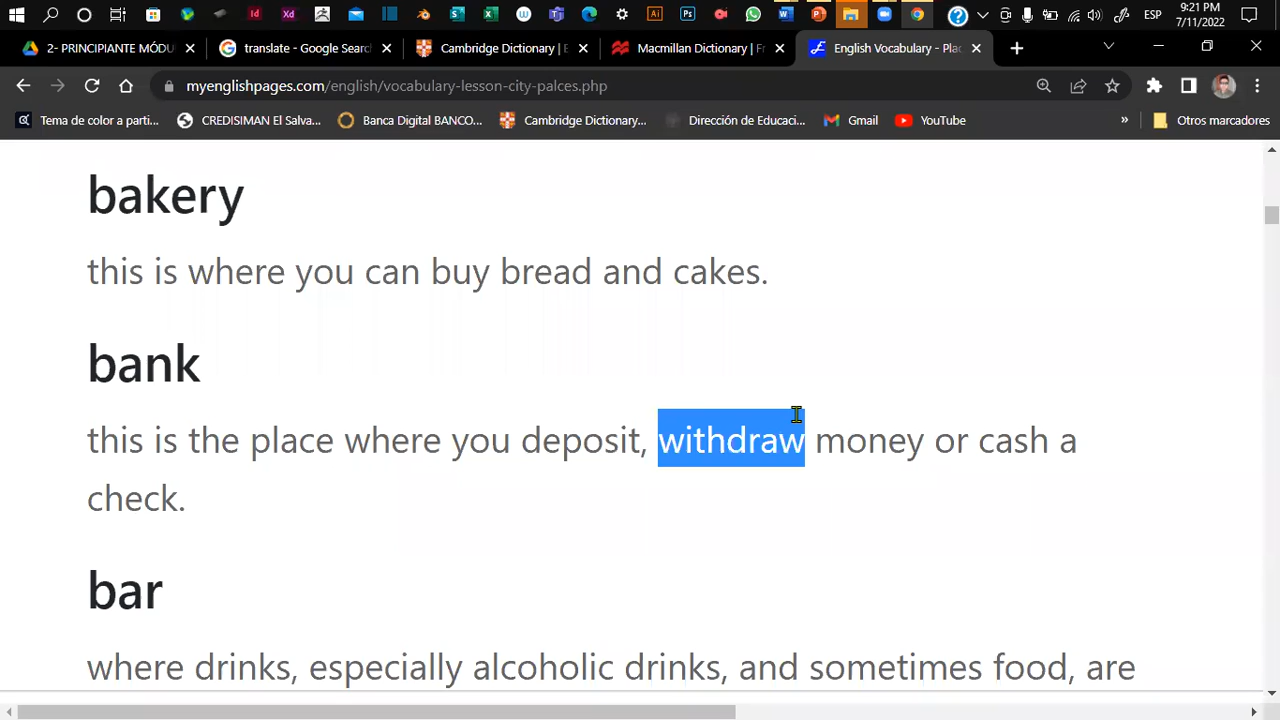 9:21 PM
ESP
7/11/2022
2- PRINCIPIANTE MÓDU
translate - Google Searc
Cambridge Dictionary | E
Macmillan Dictionary | Fr
English Vocabulary - Plac
myenglishpages.com/english/vocabulary-lesson-city-palces.php
Tema de color a parti...
CREDISIMAN El Salva...
Banca Digital BANCO...
Cambridge Dictionary...
Dirección de Educaci...
Gmail
YouTube
»
Otros marcadores
bakery
this is where you can buy bread and cakes.
bank
this is the place where you deposit, withdraw money or cash a
check.
bar
where drinks, especially alcoholic drinks, and sometimes food, are